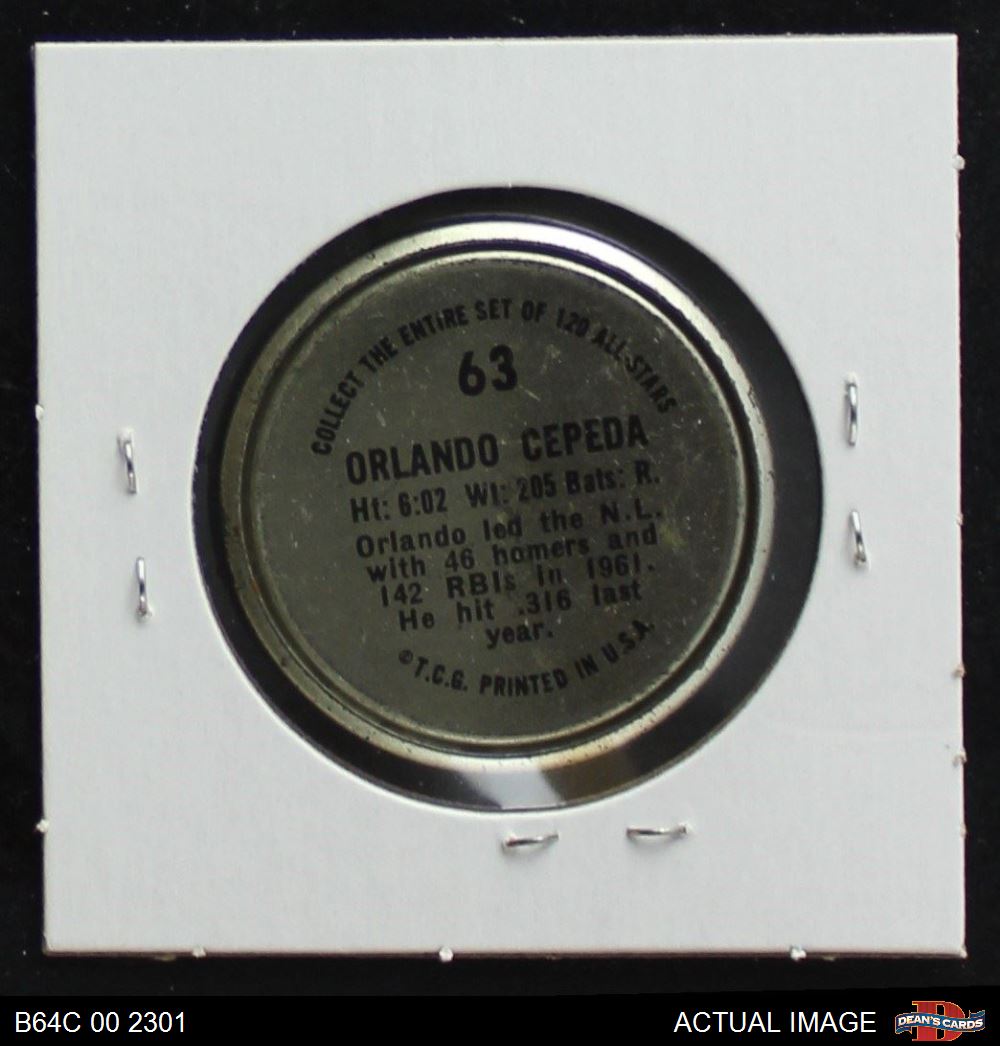 COLLECT THE ENTIRE SET OF 120 ALL-STARS
63
ORLANDO CEPEDA
Ht: 6:02 Wt: 205 Bats: R.
Orlando led the N.L.
with 46 homers and
142 RBIs in 1961.
He hit .316 last
year.
©T.C.G. PRINTED IN U.S.A.
B64C 00 2301
ACTUAL IMAGE
DEAN'S CARDS